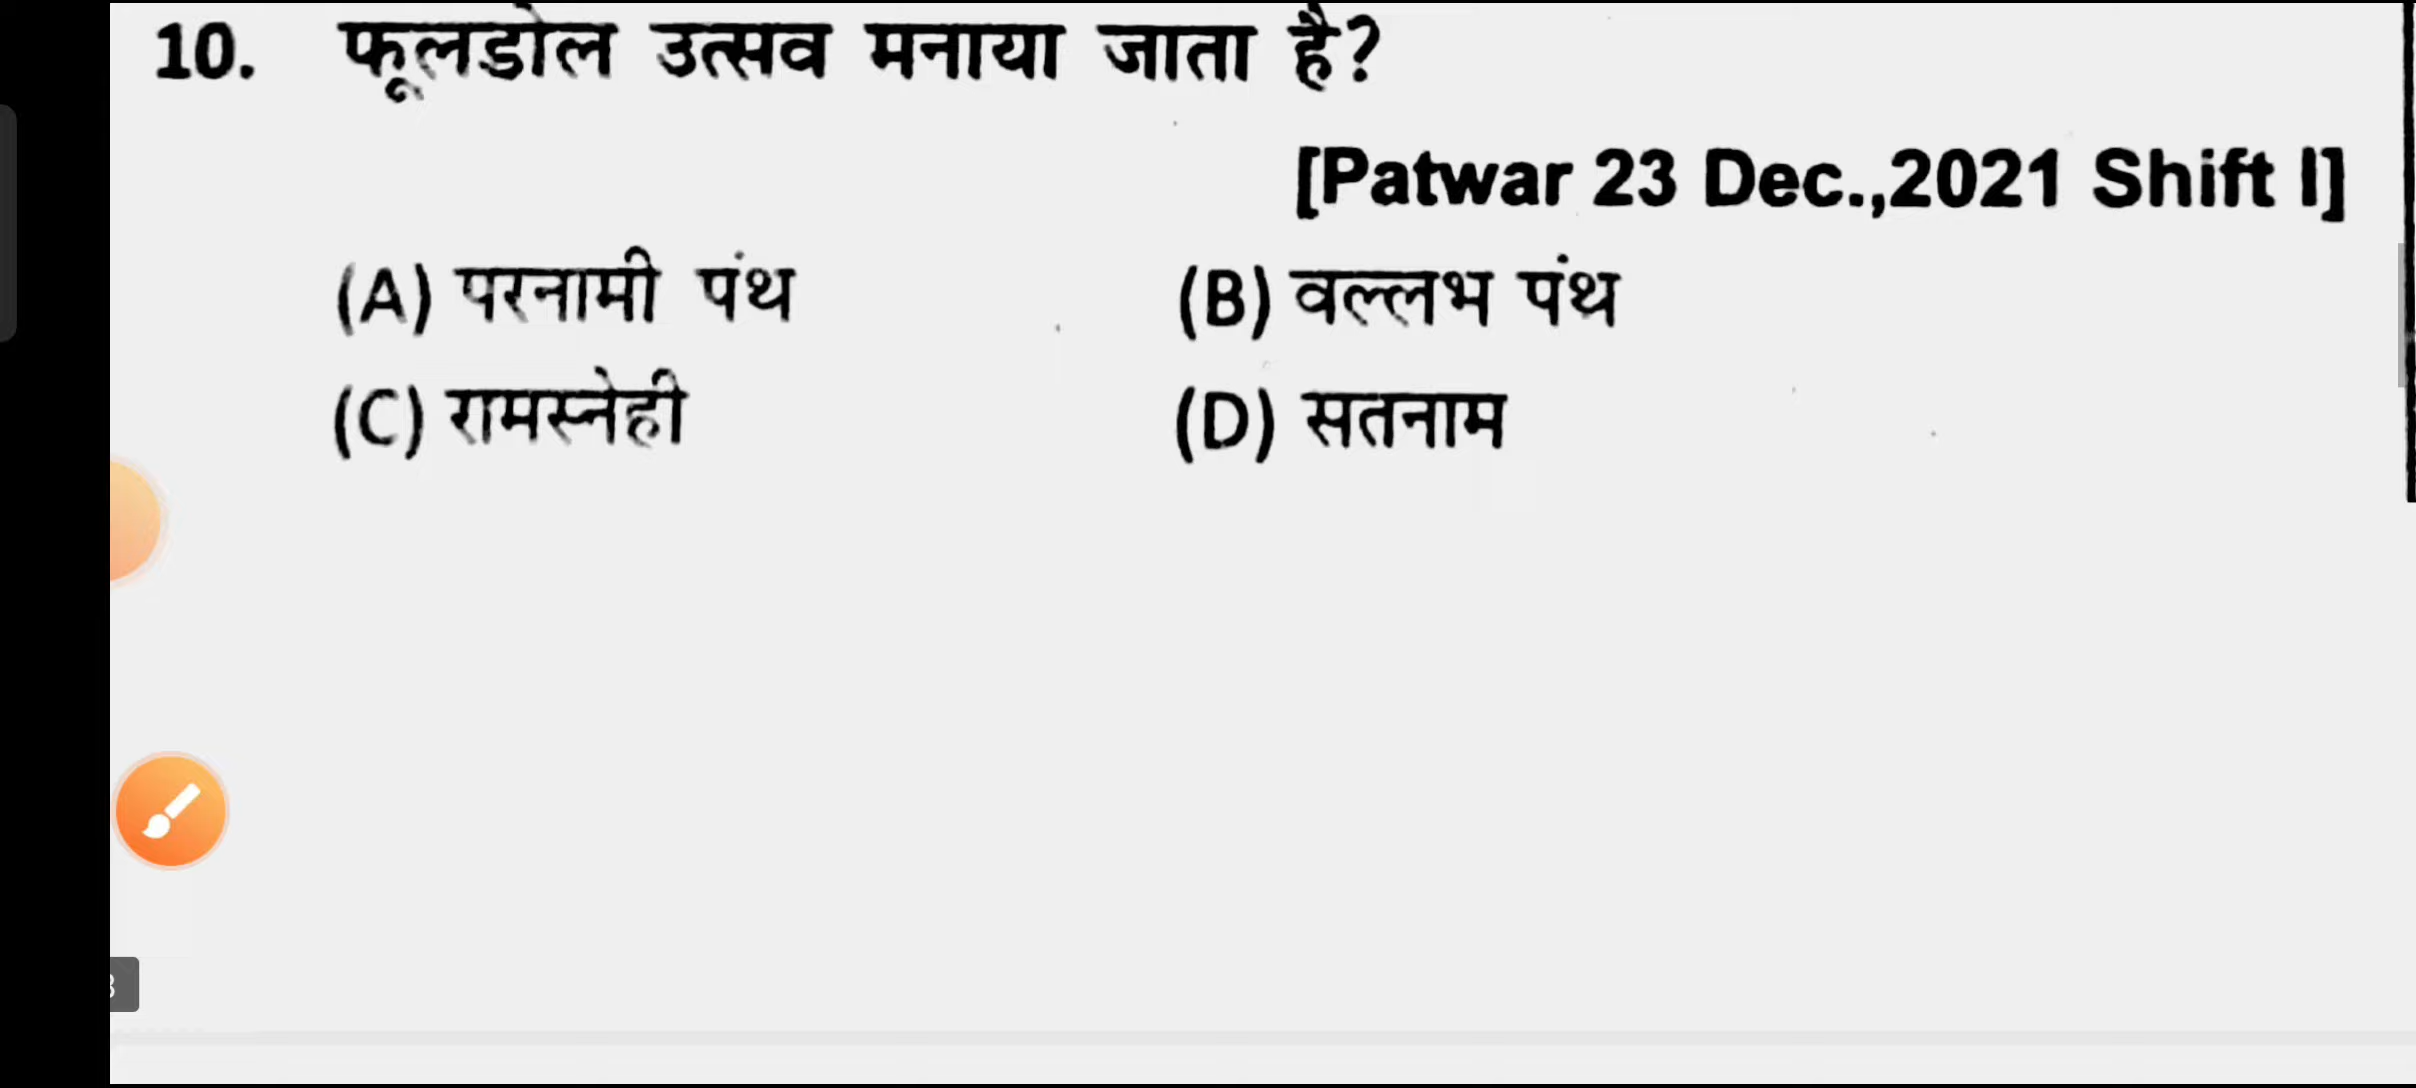 10. फूलडोल उत्सव मनाया जाता है?
[Patwar 23 Dec.,2021 Shift I]
(A) परनामी पंथ (B) वल्लभ पंथ
(C) रामस्नेही (D) सतनाम